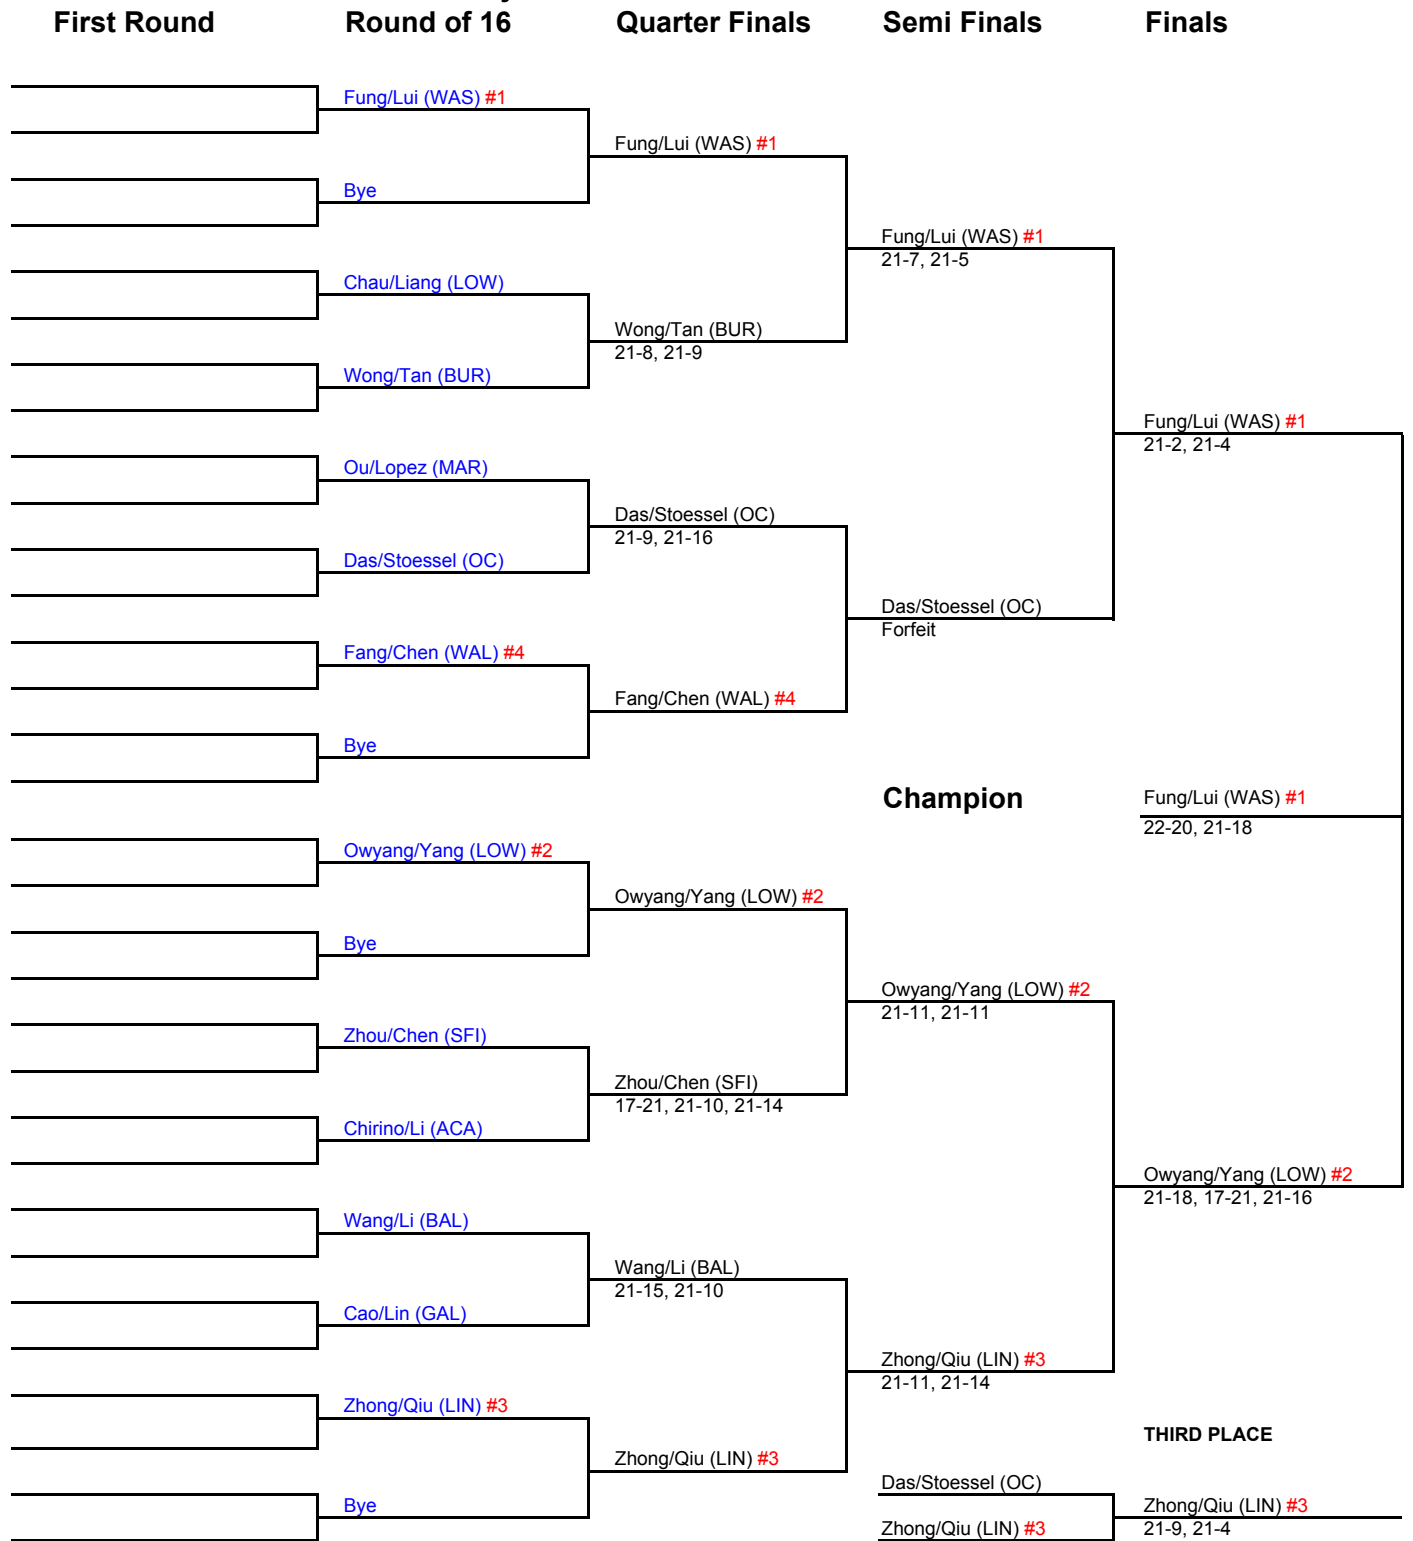 First Round
Round of 16
Quarter Finals
Semi Finals
Finals
Fung/Lui (WAS) #1
Bye
Chau/Liang (LOW)
Wong/Tan (BUR)
Ou/Lopez (MAR)
Das/Stoessel (OC)
Fang/Chen (WAL) #4
Bye
Owyang/Yang (LOW) #2
Bye
Zhou/Chen (SFI)
Chirino/Li (ACA)
Wang/Li (BAL)
Cao/Lin (GAL)
Zhong/Qiu (LIN) #3
Bye
Fung/Lui (WAS) #1
Wong/Tan (BUR)
21-8, 21-9
Das/Stoessel (OC)
21-9, 21-16
Fang/Chen (WAL) #4
Owyang/Yang (LOW) #2
Zhou/Chen (SFI)
17-21, 21-10, 21-14
Wang/Li (BAL)
21-15, 21-10
Zhong/Qiu (LIN) #3
Fung/Lui (WAS) #1
21-7, 21-5
Das/Stoessel (OC)
Forfeit
Owyang/Yang (LOW) #2
21-11, 21-11
Zhong/Qiu (LIN) #3
21-11, 21-14
Fung/Lui (WAS) #1
21-2, 21-4
Owyang/Yang (LOW) #2
21-18, 17-21, 21-16
Champion
Fung/Lui (WAS) #1
22-20, 21-18
THIRD PLACE
Das/Stoessel (OC)
Zhong/Qiu (LIN) #3
Zhong/Qiu (LIN) #3
21-9, 21-4